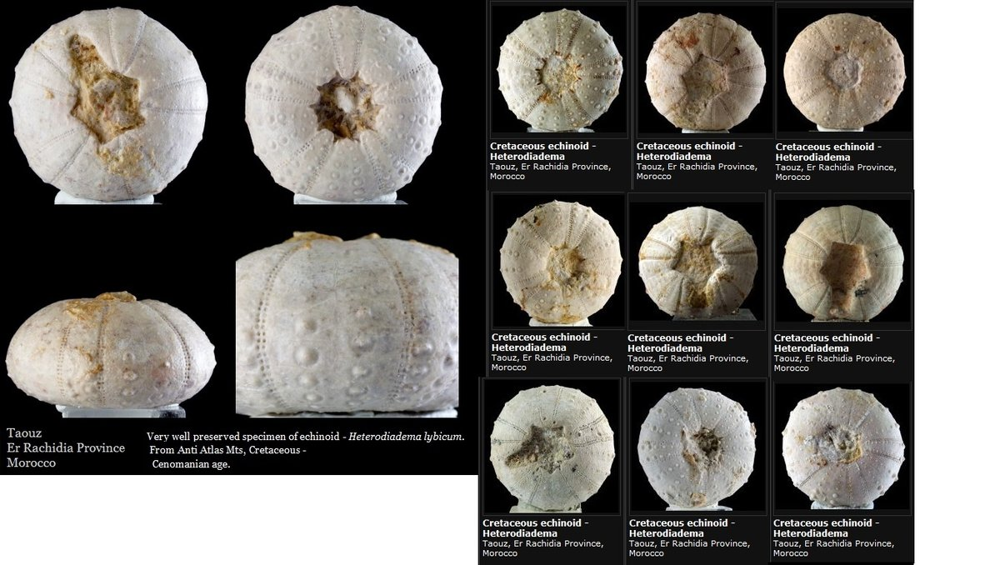 Taouz
Er Rachidia Province
Morocco
Very well preserved specimen of echinoid - Heterodiadema lybicum.
From Anti Atlas Mts, Cretaceous -
Cenomanian age.
Cretaceous echinoid -
Heterodiadema
Taouz, Er Rachidia Province,
Morocco
Cretaceous echinoid -
Heterodiadema
Taouz, Er Rachidia Province,
Morocco
Cretaceous echinoid -
Heterodiadema
Taouz, Er Rachidia Province,
Morocco
Cretaceous echinoid -
Heterodiadema
Taouz, Er Rachidia Province,
Morocco
Cretaceous echinoid -
Heterodiadema
Taouz, Er Rachidia Province,
Morocco
Cretaceous echinoid -
Heterodiadema
Taouz, Er Rachidia Province,
Morocco
Cretaceous echinoid -
Heterodiadema
Taouz, Er Rachidia Province,
Morocco
Cretaceous echinoid -
Heterodiadema
Taouz, Er Rachidia Province,
Morocco
Cretaceous echinoid -
Heterodiadema
Taouz, Er Rachidia Province,
Morocco